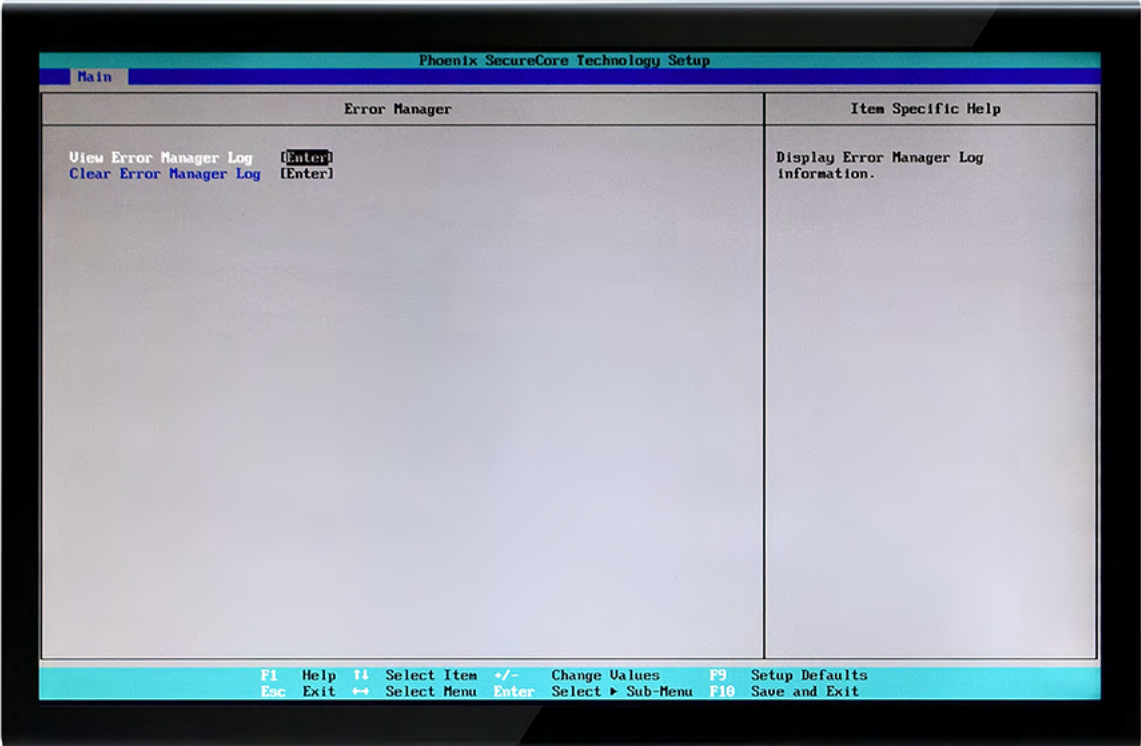 Phoenix SecureCore Technology Setup
Main
Error Manager
Item Specific Help
View Error Manager Log [Enter]
Clear Error Manager Log [Enter]
Display Error Manager Log
information.
F1 Help ↑↓ Select Item +/- Change Values F9 Setup Defaults
Esc Exit ↔ Select Menu Enter Select ▶ Sub-Menu F10 Save and Exit